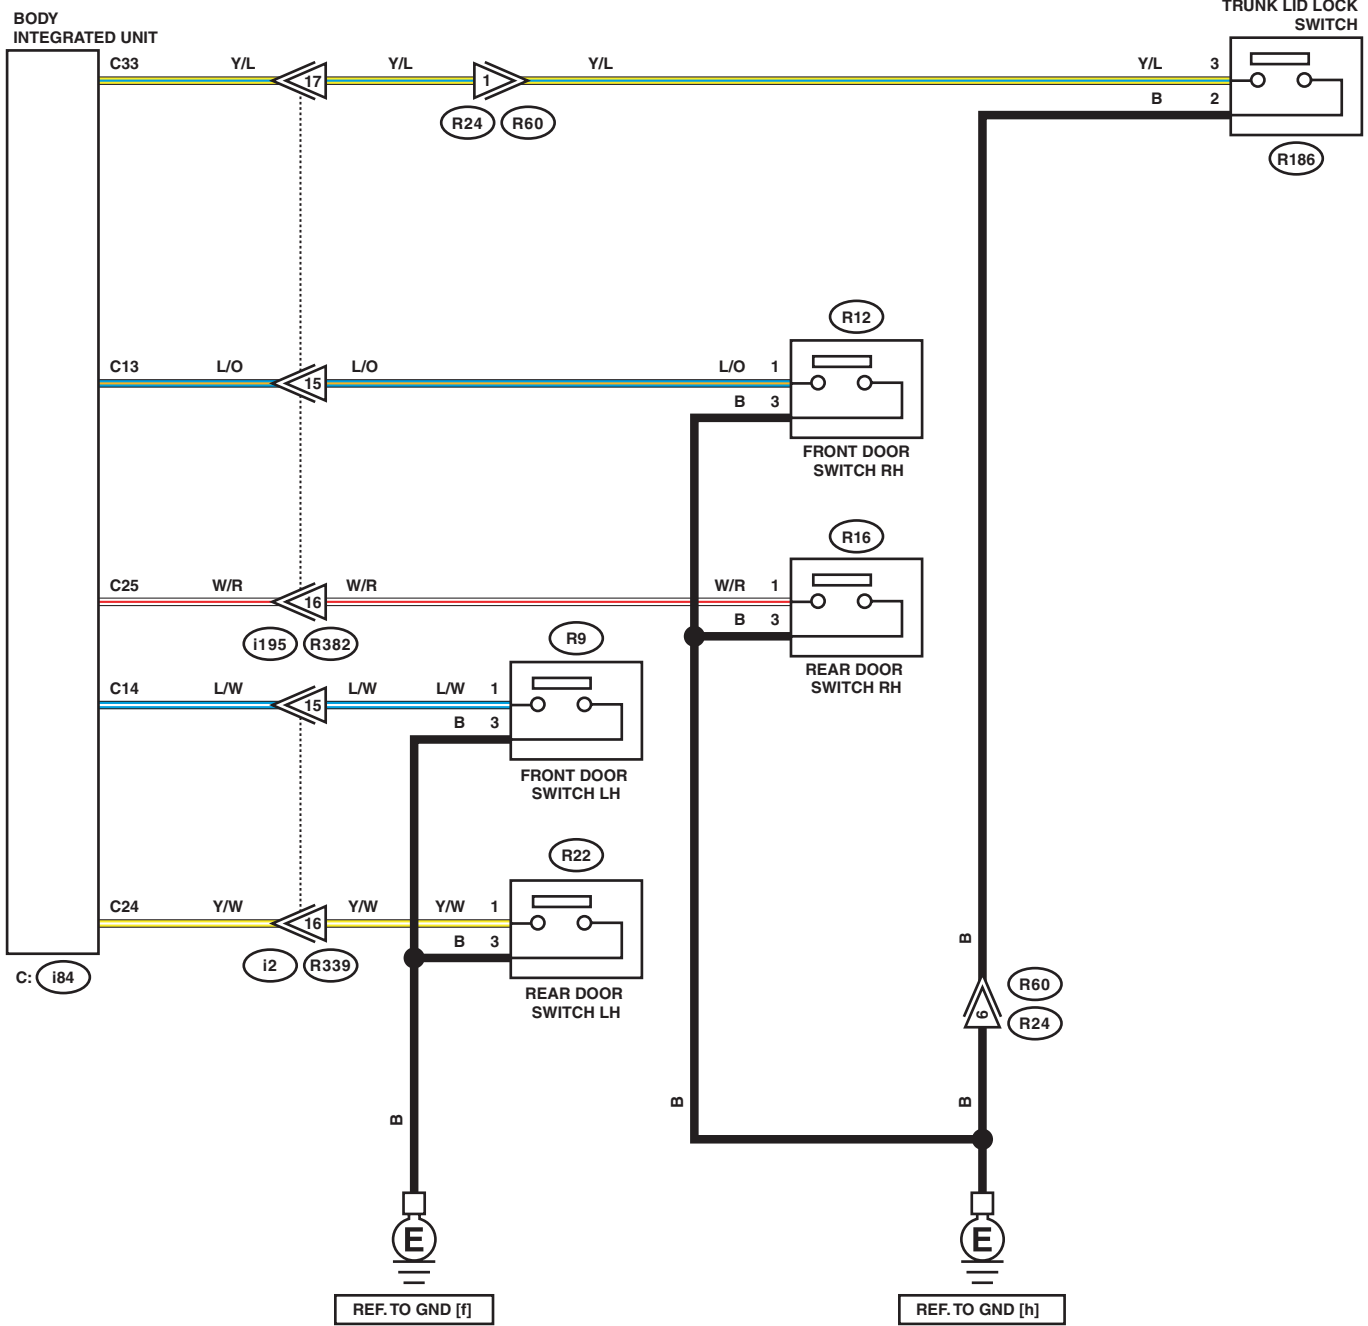 TRUNK LID LOCK
SWITCH
BODY
INTEGRATED UNIT
C33 Y/L 17 Y/L 1 Y/L Y/L 3
B 2
R24 R60
R186
R12
C13 L/O 15 L/O L/O 1
B 3
FRONT DOOR
SWITCH RH
R16
C25 W/R 16 W/R W/R 1
B 3
i195 R382
R9
REAR DOOR
SWITCH RH
C14 L/W 15 L/W L/W 1
B 3
FRONT DOOR
SWITCH LH
R22
C24 Y/W 16 Y/W Y/W 1
B 3
i2 R339
C: i84
REAR DOOR
SWITCH LH
B
R60
6
R24
B
B
B
E
E
REF. TO GND [f]
REF. TO GND [h]